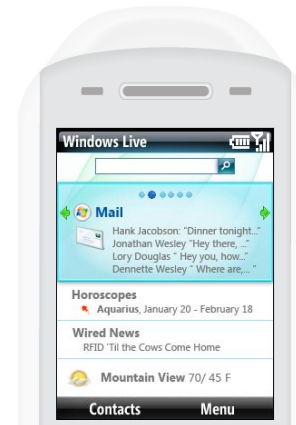 Windows Live
Mail
Hank Jacobson: "Dinner tonight..."
Jonathan Wesley "Hey there, ..."
Lory Douglas " Hey you, how..."
Dennette Wesley " Where are,... "
Horoscopes
Aquarius, January 20 - February 18
Wired News
RFID 'Til the Cows Come Home
Mountain View 70/ 45 F
Contacts Menu